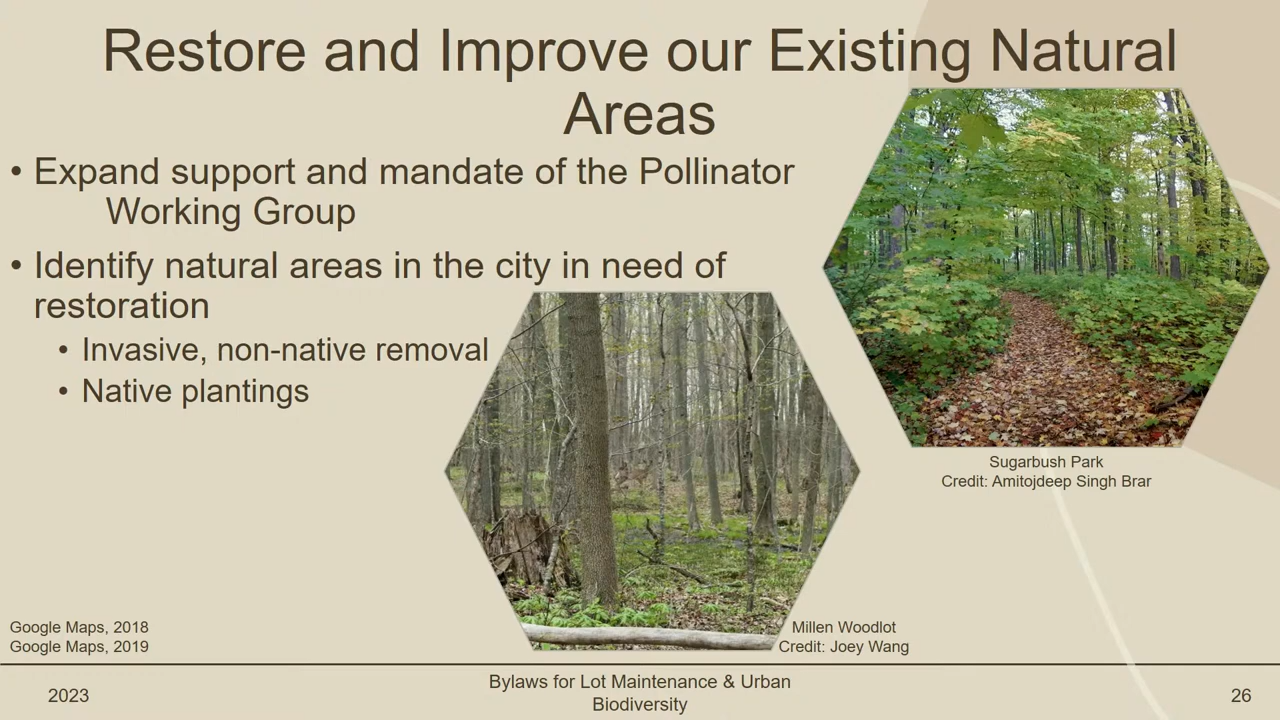 Restore and Improve our Existing Natural
Areas
• Expand support and mandate of the Pollinator
Working Group
• Identify natural areas in the city in need of
restoration
• Invasive, non-native removal
• Native plantings
Sugarbush Park
Credit: Amitojdeep Singh Brar
Google Maps, 2018
Google Maps, 2019
Millen Woodlot
Credit: Joey Wang
2023
Bylaws for Lot Maintenance & Urban
Biodiversity
26